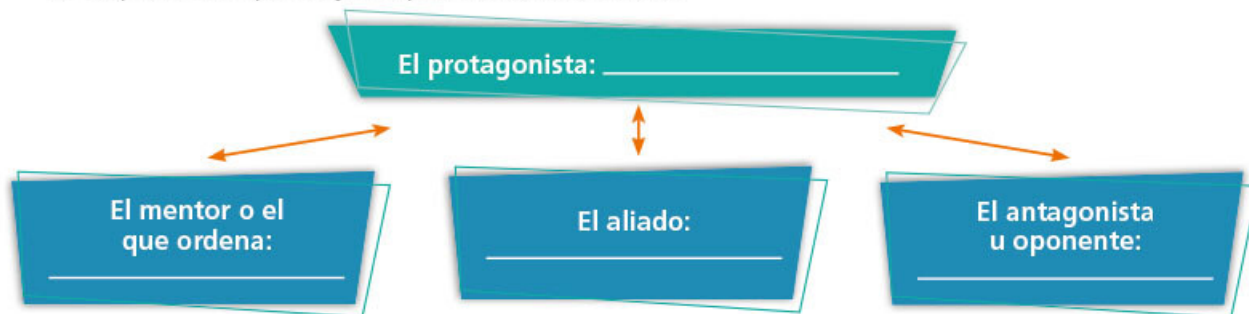 El protagonista:
El mentor o el
que ordena:
El aliado:
El antagonista
u oponente: